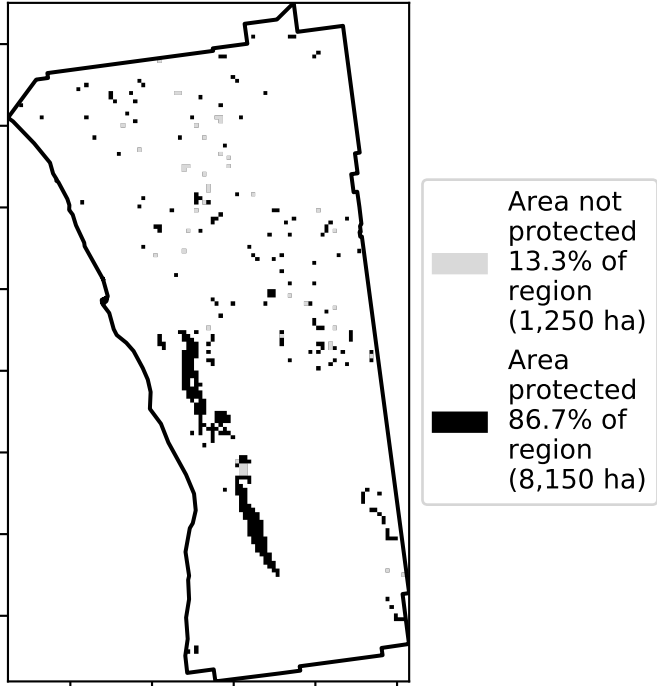 Area not
protected
13.3% of
region
(1,250 ha)
Area
protected
86.7% of
region
(8,150 ha)